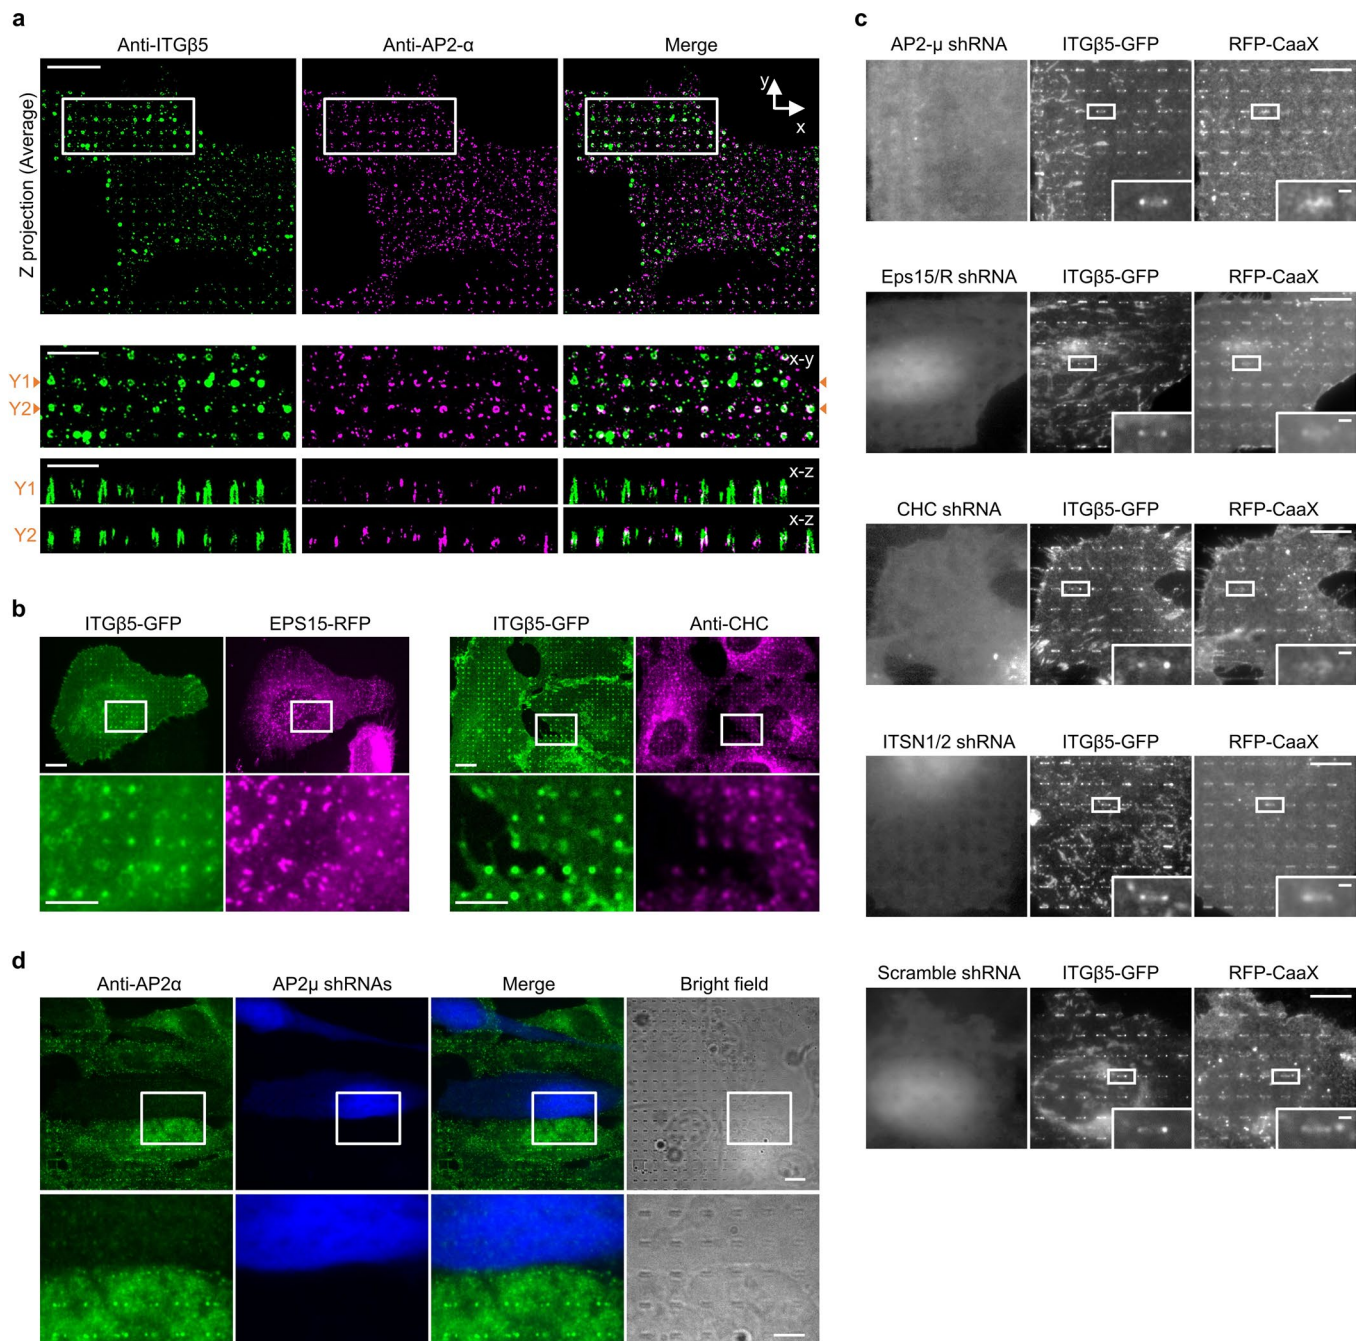 a
Anti-ITGβ5 Anti-AP2-α Merge
Z projection (Average)
y
x
x-y
Y1
Y2
x-z
Y1
x-z
Y2
b
ITGβ5-GFP EPS15-RFP ITGβ5-GFP Anti-CHC
c
AP2-μ shRNA ITGβ5-GFP RFP-CaaX
Eps15/R shRNA ITGβ5-GFP RFP-CaaX
CHC shRNA ITGβ5-GFP RFP-CaaX
ITSN1/2 shRNA ITGβ5-GFP RFP-CaaX
Scramble shRNA ITGβ5-GFP RFP-CaaX
d
Anti-AP2α AP2μ shRNAs Merge Bright field